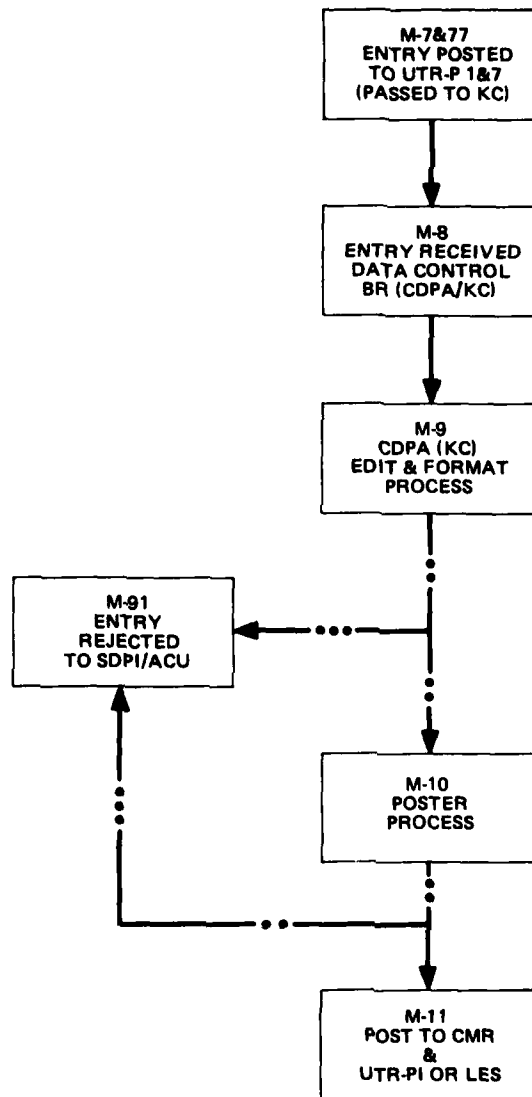 M-7&77
ENTRY POSTED
TO UTR-P 1&7
(PASSED TO KC)
M-8
ENTRY RECEIVED
DATA CONTROL
BR (CDPA/KC)
M-9
CDPA (KC)
EDIT & FORMAT
PROCESS
M-91
ENTRY
REJECTED
TO SDPI/ACU
M-10
POSTER
PROCESS
M-11
POST TO CMR
&
UTR-PI OR LES